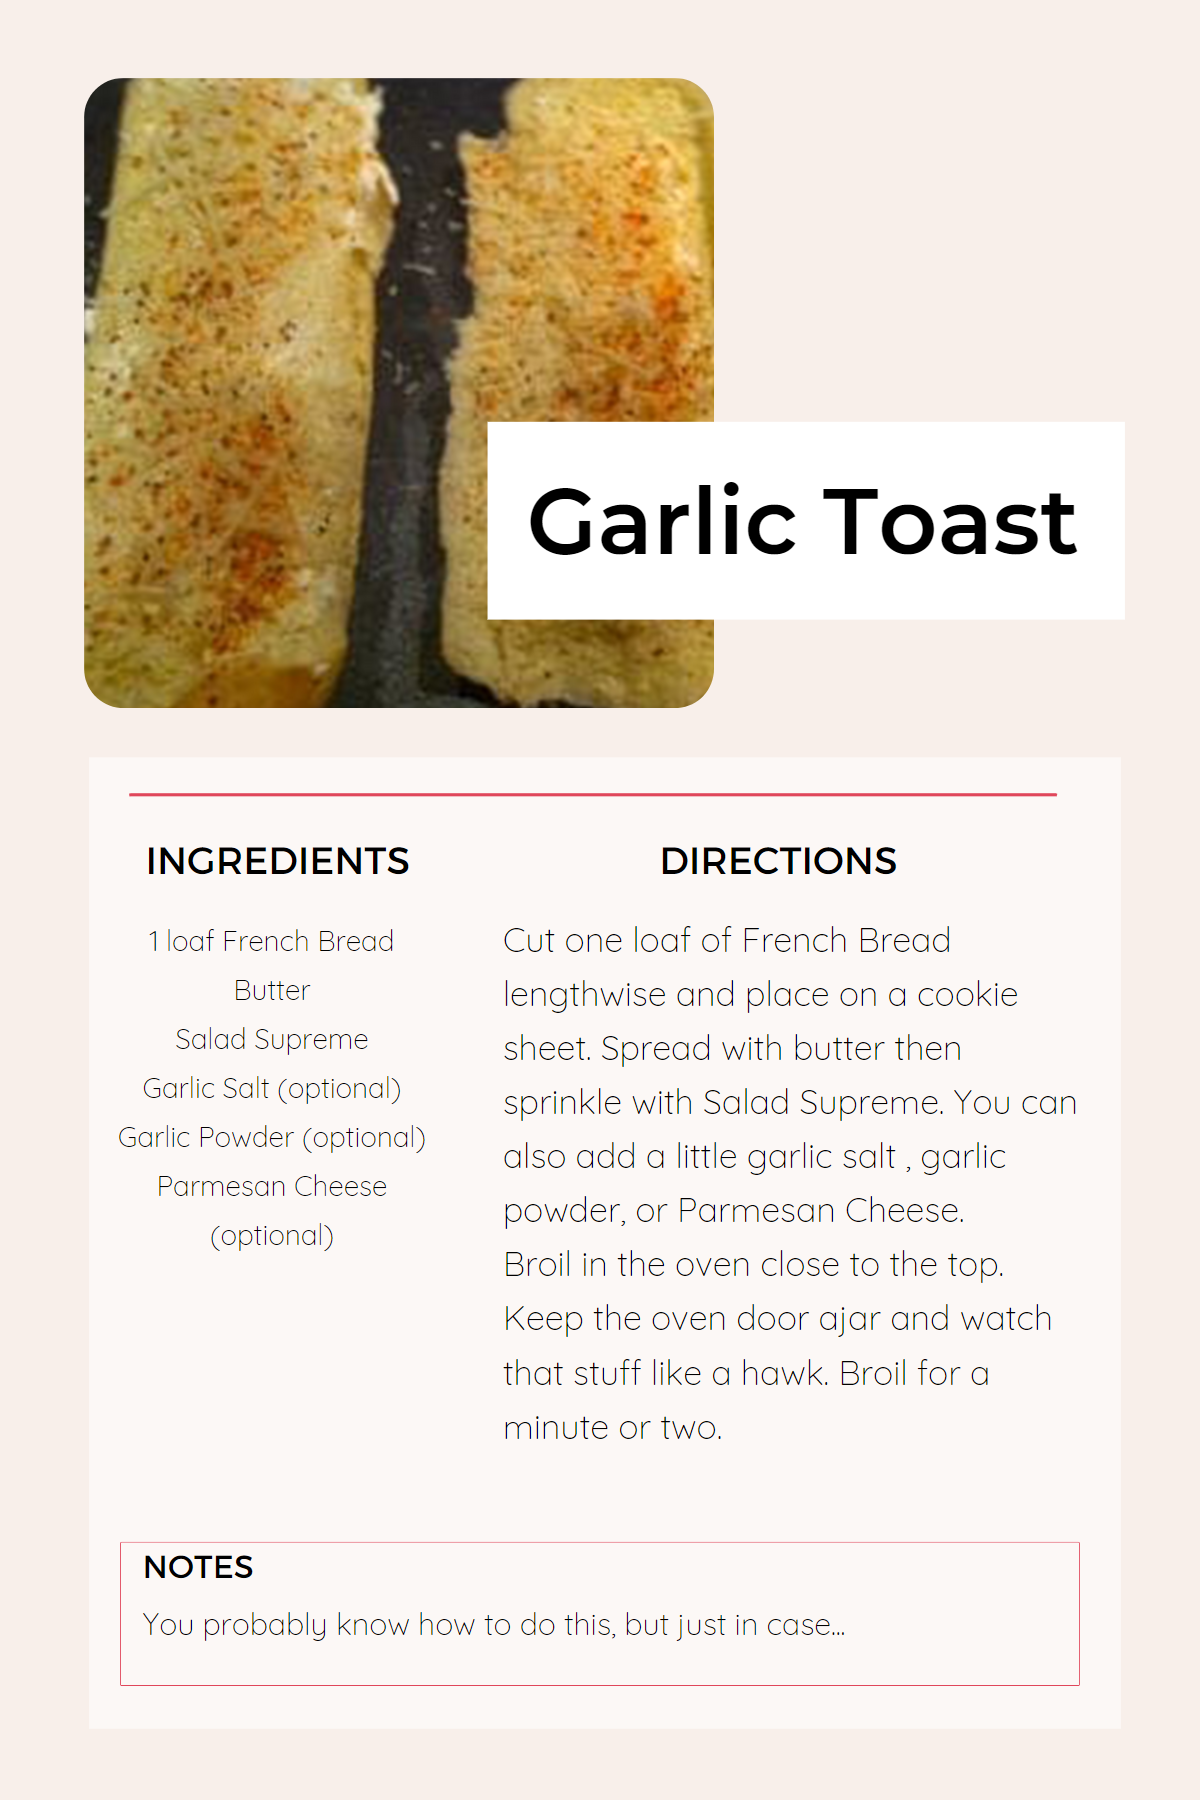 Garlic Toast
INGREDIENTS
1 loaf French Bread
Butter
Salad Supreme
Garlic Salt (optional)
Garlic Powder (optional)
Parmesan Cheese
(optional)
DIRECTIONS
Cut one loaf of French Bread
lengthwise and place on a cookie
sheet. Spread with butter then
sprinkle with Salad Supreme. You can
also add a little garlic salt , garlic
powder, or Parmesan Cheese.
Broil in the oven close to the top.
Keep the oven door ajar and watch
that stuff like a hawk. Broil for a
minute or two.
NOTES
You probably know how to do this, but just in case...